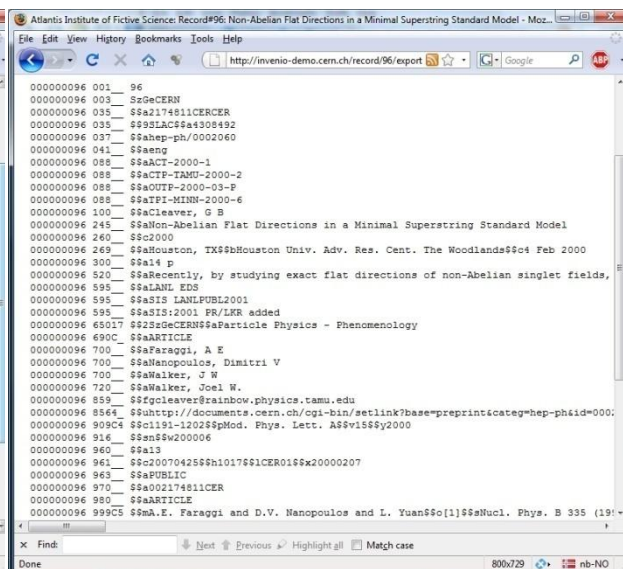 Atlantis Institute of Fictive Science: Record#96: Non-Abelian Flat Directions in a Minimal Superstring Standard Model - Moz...
File Edit View History Bookmarks Tools Help
http://invenio-demo.cern.ch/record/96/export Google ABP
000000096 001__ 96
000000096 003__ SzGeCERN
000000096 035__ $$a2174811CERCER
000000096 035__ $$9SLAC$$a4308492
000000096 037__ $$ahep-ph/0002060
000000096 041__ $$aeng
000000096 088__ $$aACT-2000-1
000000096 088__ $$aCTP-TAMU-2000-2
000000096 088__ $$aOUTP-2000-03-P
000000096 088__ $$aTPI-MINN-2000-6
000000096 100__ $$aCleaver, G B
000000096 245__ $$aNon-Abelian Flat Directions in a Minimal Superstring Standard Model
000000096 260__ $$c2000
000000096 269__ $$aHouston, TX$$bHouston Univ. Adv. Res. Cent. The Woodlands$$c4 Feb 2000
000000096 300__ $$a14 p
000000096 520__ $$aRecently, by studying exact flat directions of non-Abelian singlet fields,
000000096 595__ $$aLANL EDS
000000096 595__ $$aSIS LANLPUBL2001
000000096 595__ $$aSIS:2001 PR/LKR added
000000096 65017 $$2SzGeCERN$$aParticle Physics - Phenomenology
000000096 690C_ $$aARTICLE
000000096 700__ $$aFaraggi, A E
000000096 700__ $$aNanopoulos, Dimitri V
000000096 700__ $$aWalker, J W
000000096 720__ $$aWalker, Joel W.
000000096 859__ $$fgcleaver@rainbow.physics.tamu.edu
000000096 8564_ $$uhttp://documents.cern.ch/cgi-bin/setlink?base=preprint&categ=hep-ph&id=0002
000000096 909C4 $$c1191-1202$$pMod. Phys. Lett. A$$v15$$y2000
000000096 916__ $$sn$$w200006
000000096 960__ $$a13
000000096 961__ $$c20070425$$h1017$$lCER01$$x20000207
000000096 963__ $$aPUBLIC
000000096 970__ $$a002174811CER
000000096 980__ $$aARTICLE
000000096 999C5 $$mA.E. Faraggi and D.V. Nanopoulos and L. Yuan$$o[1]$$sNucl. Phys. B 335 (199
Find: Next Previous Highlight all Match case
Done 800x729 nb-NO